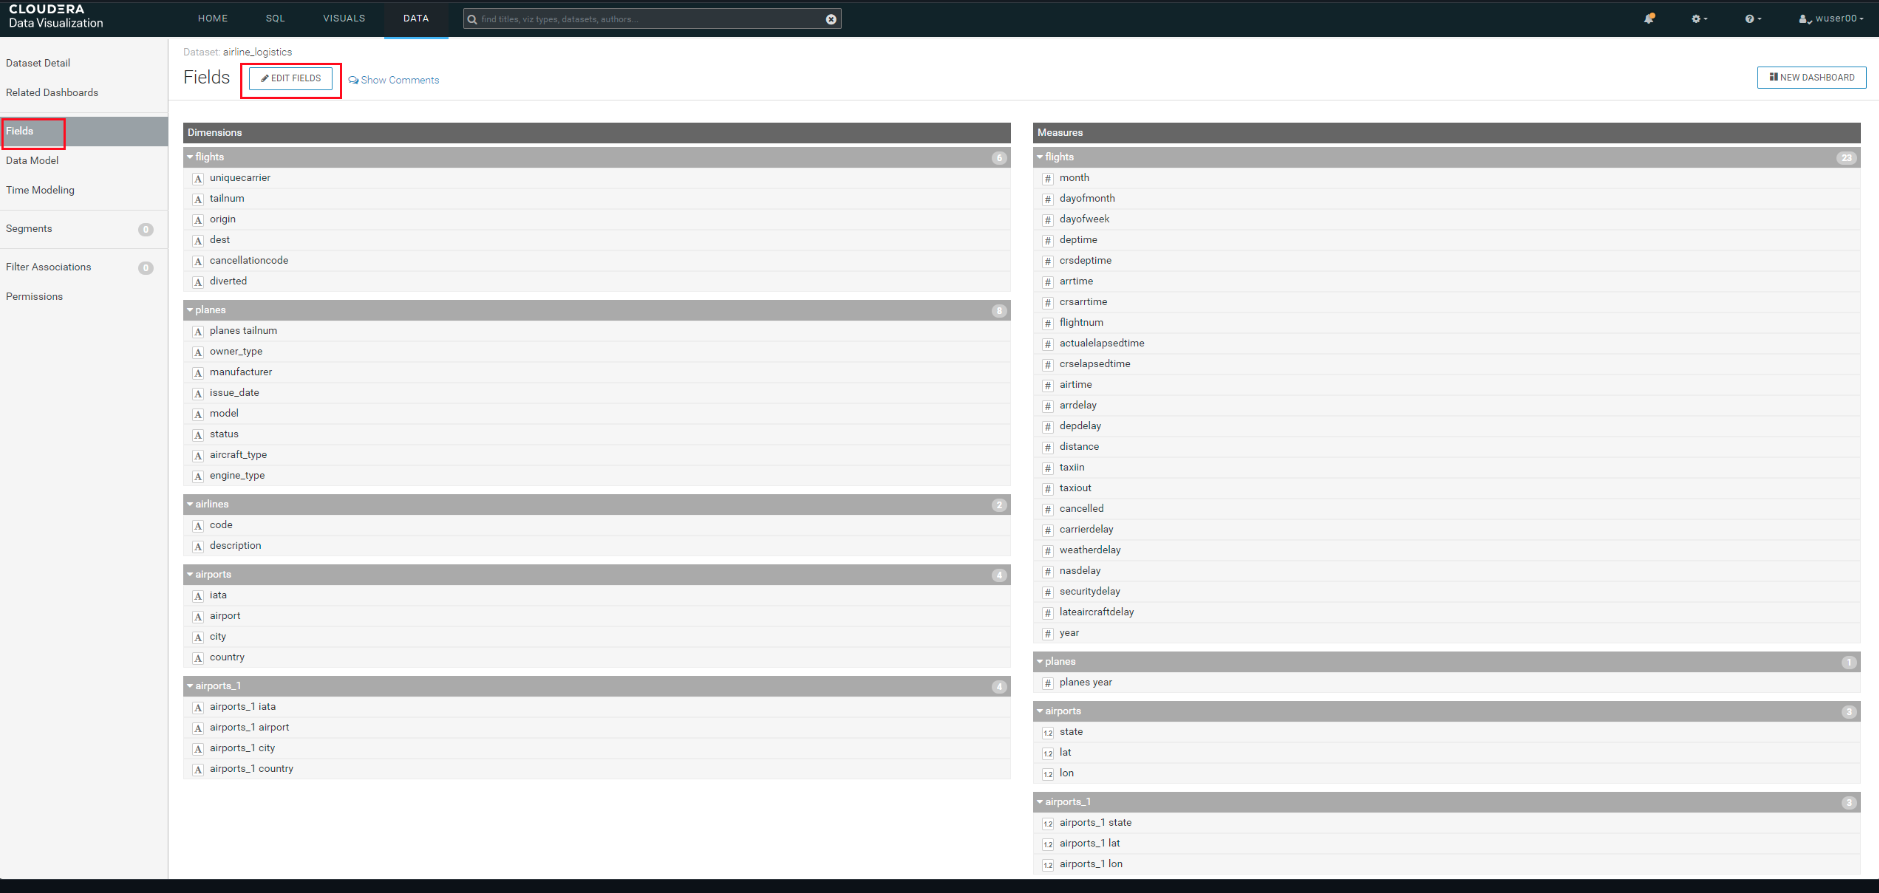 CLOUDERA
Data Visualization
HOME
SQL
VISUALS
DATA
find titles, viz types, datasets, authors...
wuser00
Dataset Detail
Related Dashboards
Fields
Data Model
Time Modeling
Segments
0
Filter Associations
0
Permissions
Dataset: airline_logistics
Fields
EDIT FIELDS
Show Comments
NEW DASHBOARD
Dimensions
flights 6
A uniquecarrier
A tailnum
A origin
A dest
A cancellationcode
A diverted
planes 8
A planes tailnum
A owner_type
A manufacturer
A issue_date
A model
A status
A aircraft_type
A engine_type
airlines 2
A code
A description
airports 4
A iata
A airport
A city
A country
airports_1 4
A airports_1 iata
A airports_1 airport
A airports_1 city
A airports_1 country
Measures
flights 23
# month
# dayofmonth
# dayofweek
# deptime
# crsdeptime
# arrtime
# crsarrtime
# flightnum
# actualelapsedtime
# crselapsedtime
# airtime
# arrdelay
# depdelay
# distance
# taxiin
# taxiout
# cancelled
# carrierdelay
# weatherdelay
# nasdelay
# securitydelay
# lateaircraftdelay
# year
planes 1
# planes year
airports 3
1.2 state
1.2 lat
1.2 lon
airports_1 3
1.2 airports_1 state
1.2 airports_1 lat
1.2 airports_1 lon